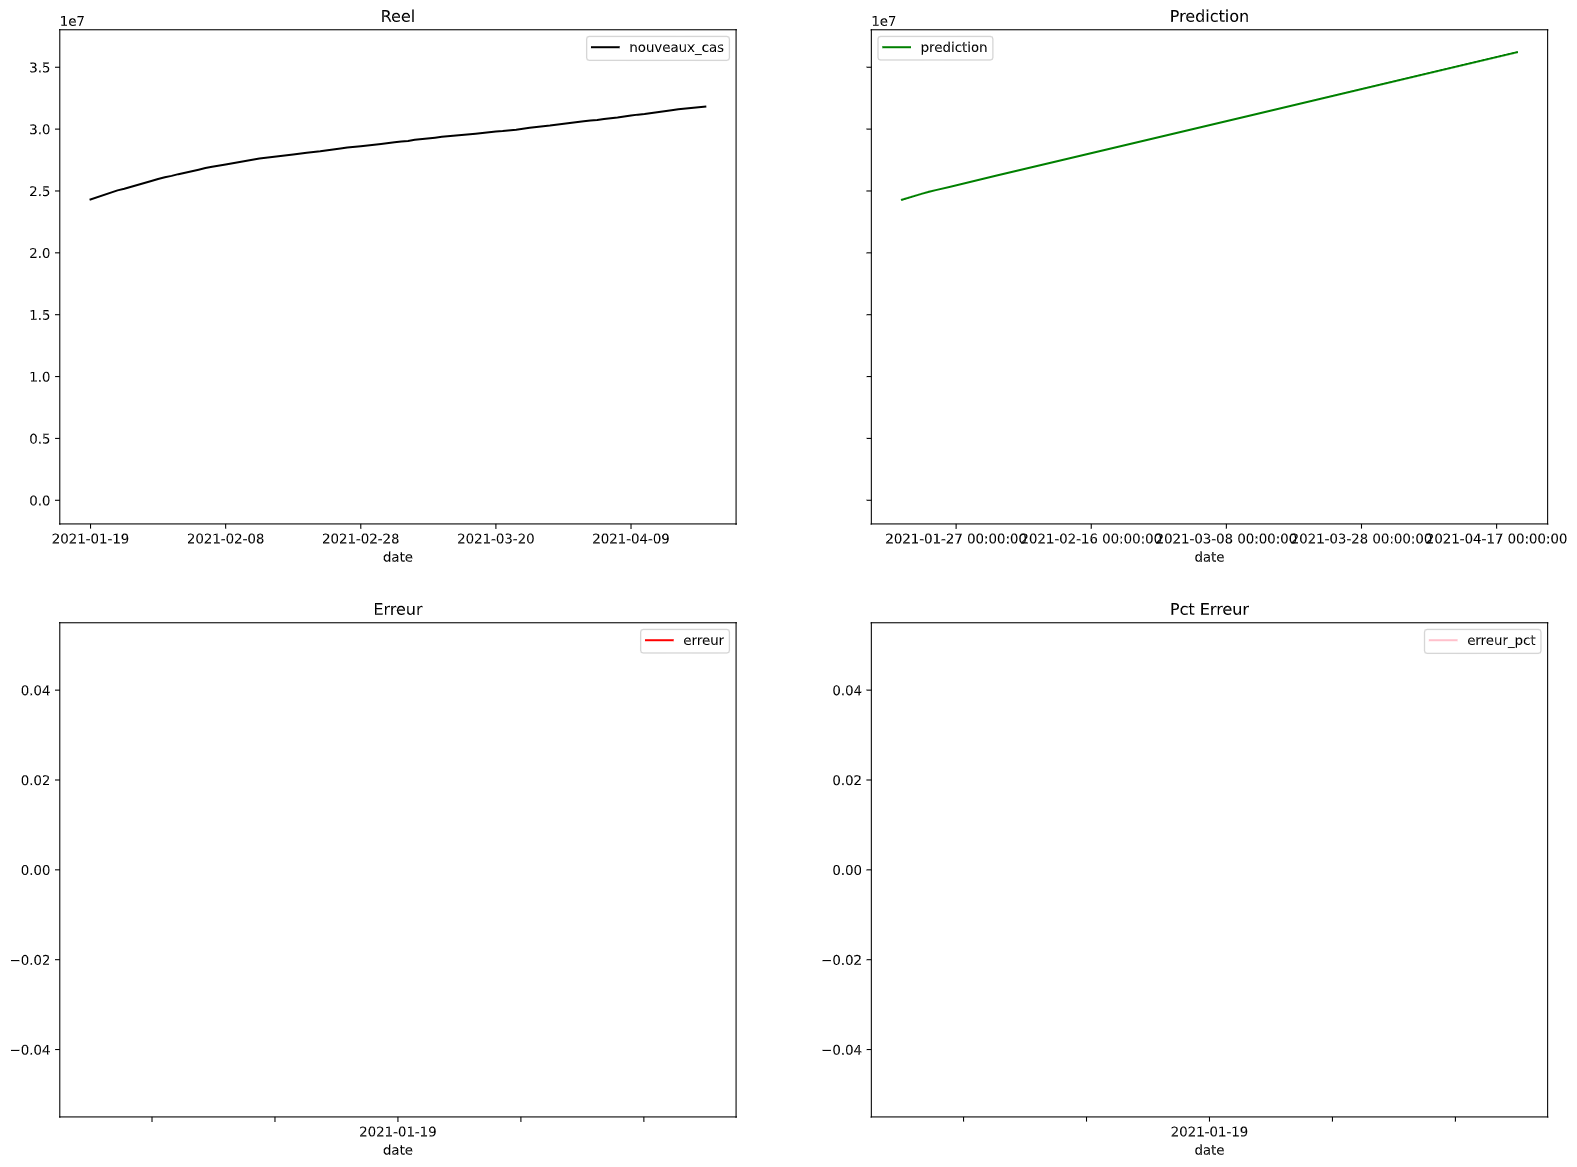 Reel
1e7
nouveaux_cas
3.5
3.0
2.5
2.0
1.5
1.0
0.5
0.0
2021-01-19 2021-02-08 2021-02-28 2021-03-20 2021-04-09
date
Prediction
1e7
prediction
2021-01-27 00:00:00 2021-02-16 00:00:00 2021-03-08 00:00:00 2021-03-28 00:00:00 2021-04-17 00:00:00
date
Erreur
erreur
0.04
0.02
0.00
−0.02
−0.04
2021-01-19
date
Pct Erreur
erreur_pct
0.04
0.02
0.00
−0.02
−0.04
2021-01-19
date